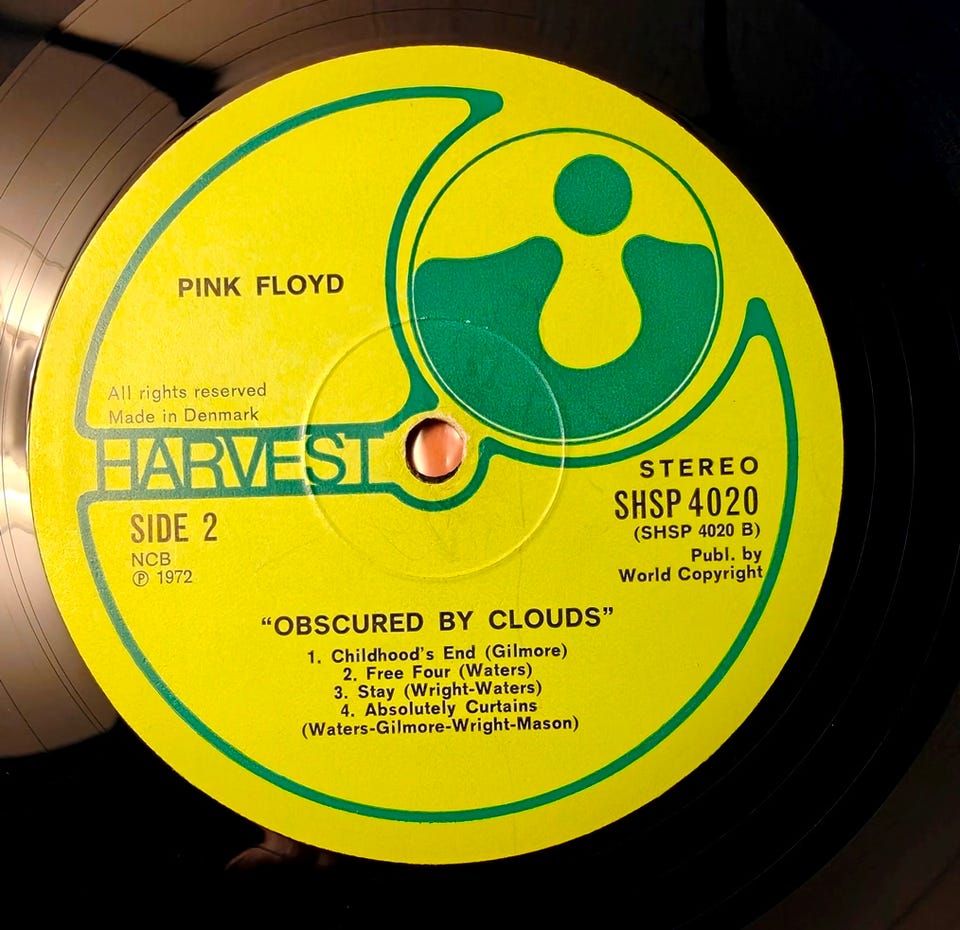 PINK FLOYD
All rights reserved
Made in Denmark
HARVEST
SIDE 2
NCB
℗ 1972
STEREO
SHSP 4020
(SHSP 4020 B)
Publ. by
World Copyright
“OBSCURED BY CLOUDS”
1. Childhood's End (Gilmore)
2. Free Four (Waters)
3. Stay (Wright-Waters)
4. Absolutely Curtains
(Waters-Gilmore-Wright-Mason)